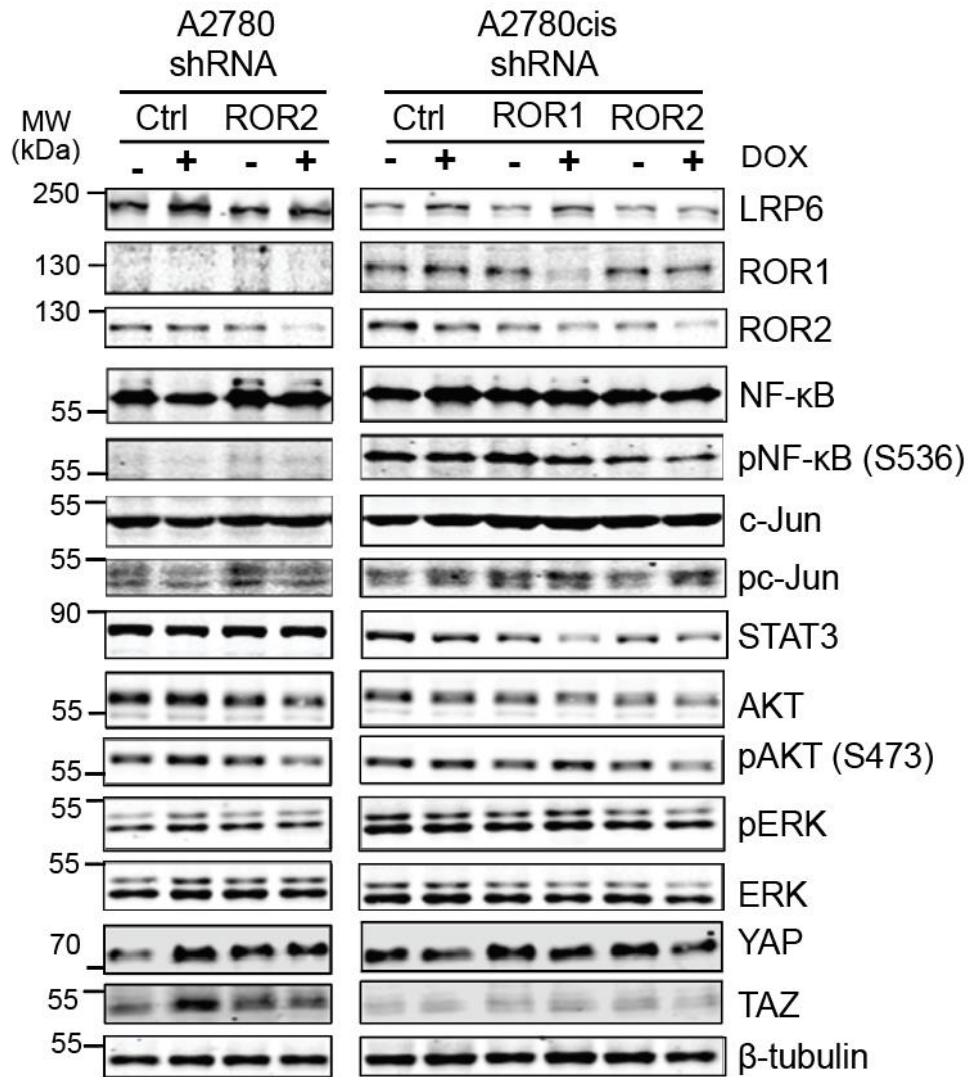 A2780
shRNA
A2780cis
shRNA
MW
(kDa)
Ctrl ROR2 Ctrl ROR1 ROR2
- + - + - + - + - + DOX
250 LRP6
130 ROR1
130 ROR2
55 NF-κB
55 pNF-κB (S536)
55 c-Jun
55 pc-Jun
90 STAT3
55 AKT
55 pAKT (S473)
55 pERK
55 ERK
70 YAP
55 TAZ
55 β-tubulin